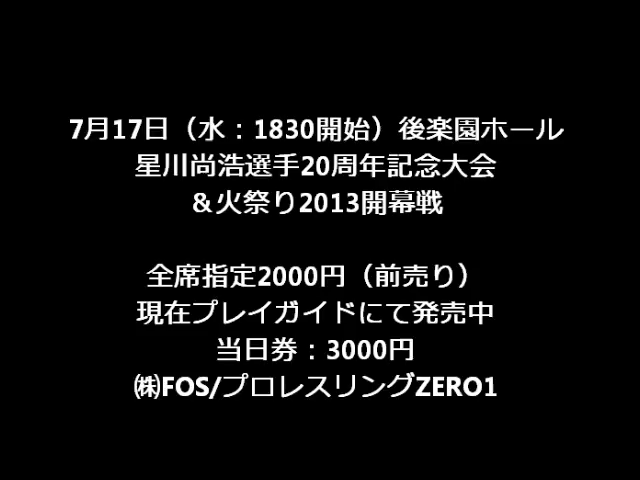 7月17日（水：1830開始）後楽園ホール
星川尚浩選手20周年記念大会
＆火祭り2013開幕戦
全席指定2000円（前売り）
現在プレイガイドにて発売中
当日券：3000円
㈱FOS/プロレスリングZERO1